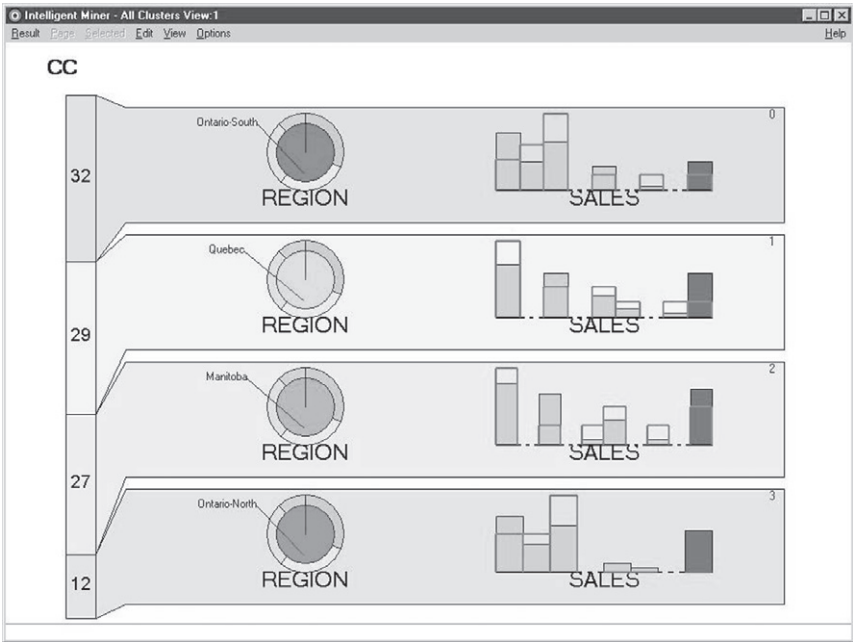 Intelligent Miner - All Clusters View:1
Result Page Selected Edit View Options Help
CC
32
Ontario-South
REGION
SALES
0
29
Quebec
REGION
SALES
1
27
Manitoba
REGION
SALES
2
12
Ontario-North
REGION
SALES
3